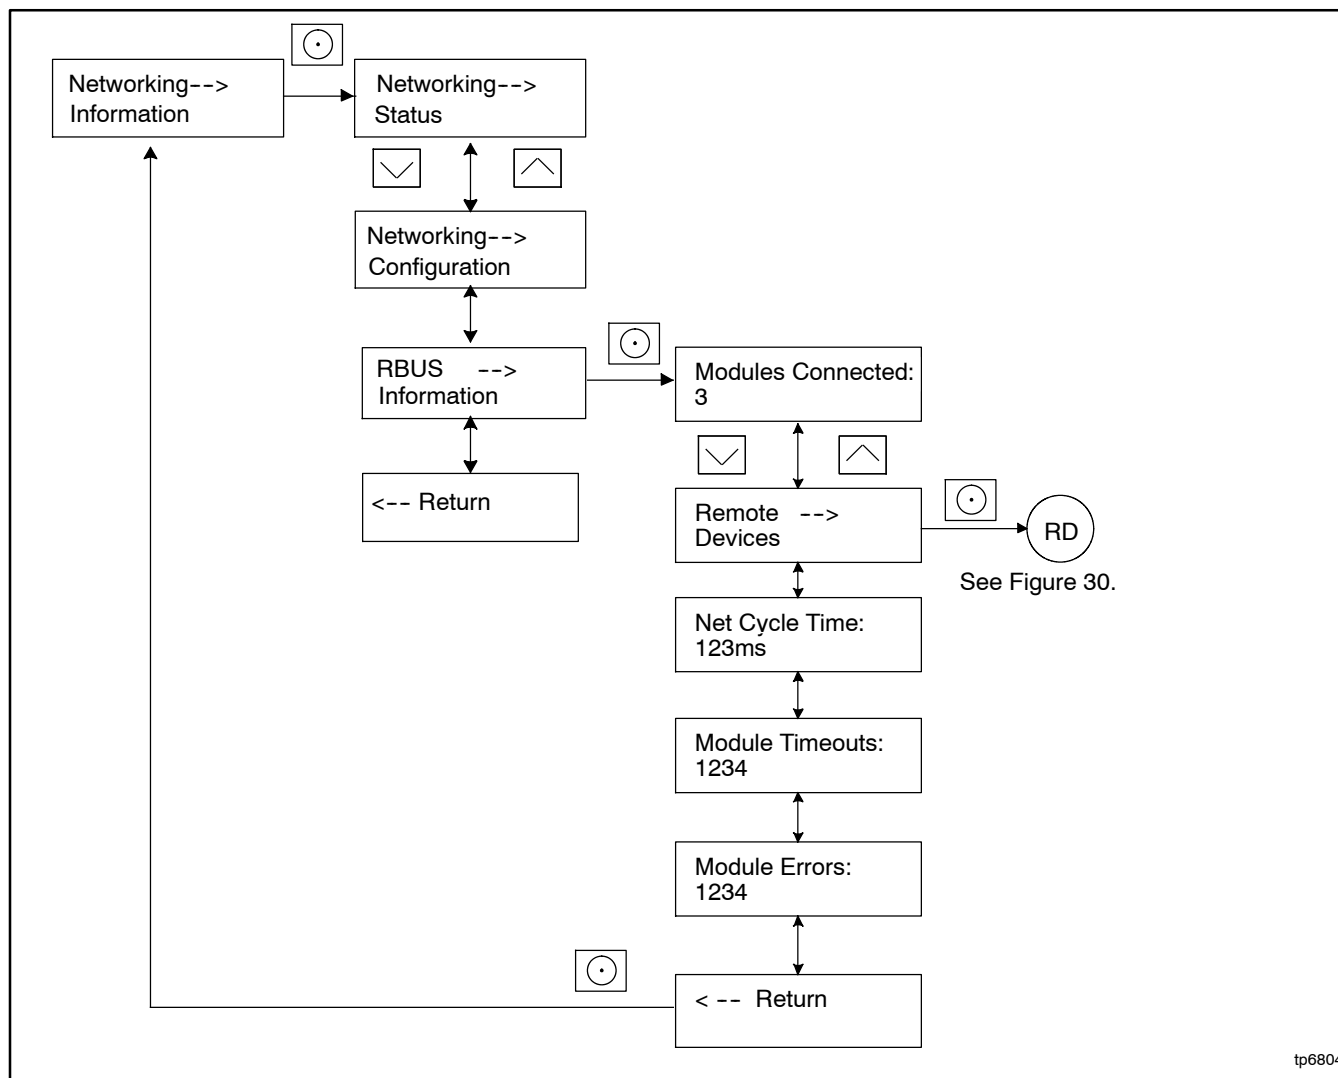 Networking-->
Information
Networking-->
Status
Networking-->
Configuration
RBUS -->
Information
<-- Return
Modules Connected:
3
Remote -->
Devices
RD
See Figure 30.
Net Cycle Time:
123ms
Module Timeouts:
1234
Module Errors:
1234
< -- Return
tp6804